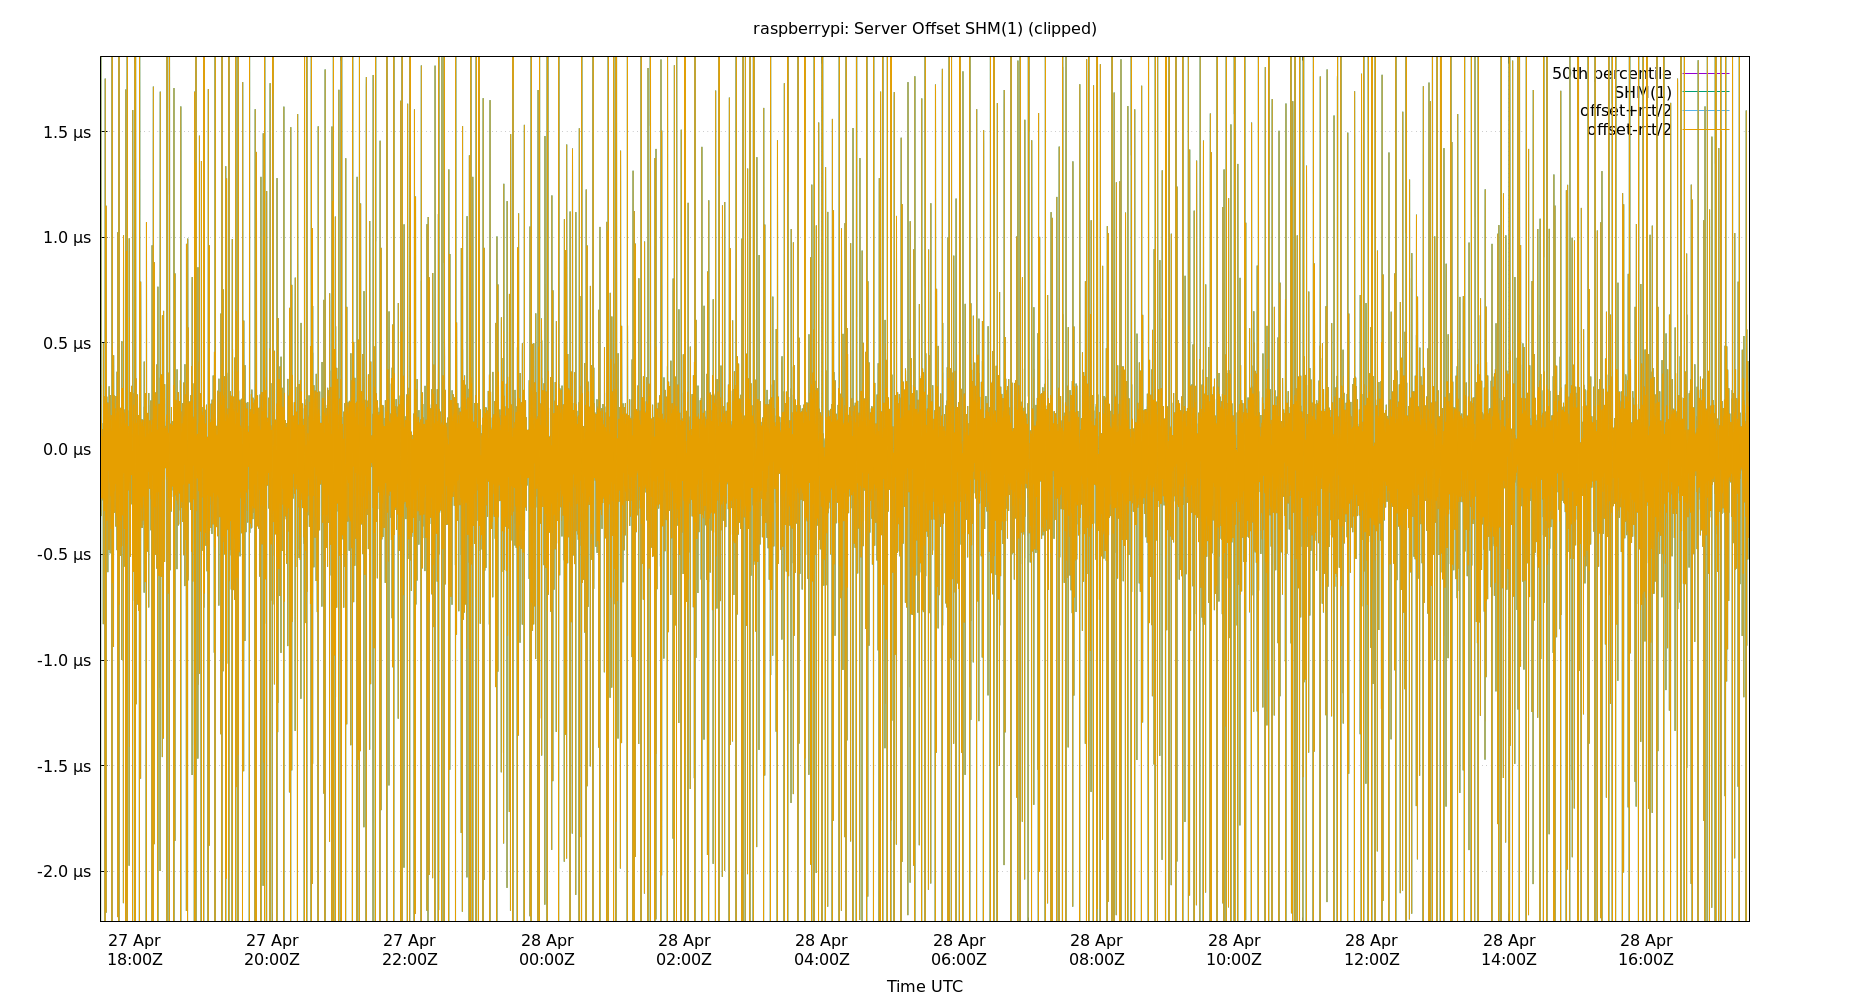 raspberrypi: Server Offset SHM(1) (clipped)
50th percentile
SHM(1)
offset+rtt/2
offset-rtt/2
1.5 µs
1.0 µs
0.5 µs
0.0 µs
-0.5 µs
-1.0 µs
-1.5 µs
-2.0 µs
27 Apr 27 Apr 27 Apr 28 Apr 28 Apr 28 Apr 28 Apr 28 Apr 28 Apr 28 Apr 28 Apr 28 Apr
18:00Z 20:00Z 22:00Z 00:00Z 02:00Z 04:00Z 06:00Z 08:00Z 10:00Z 12:00Z 14:00Z 16:00Z
Time UTC